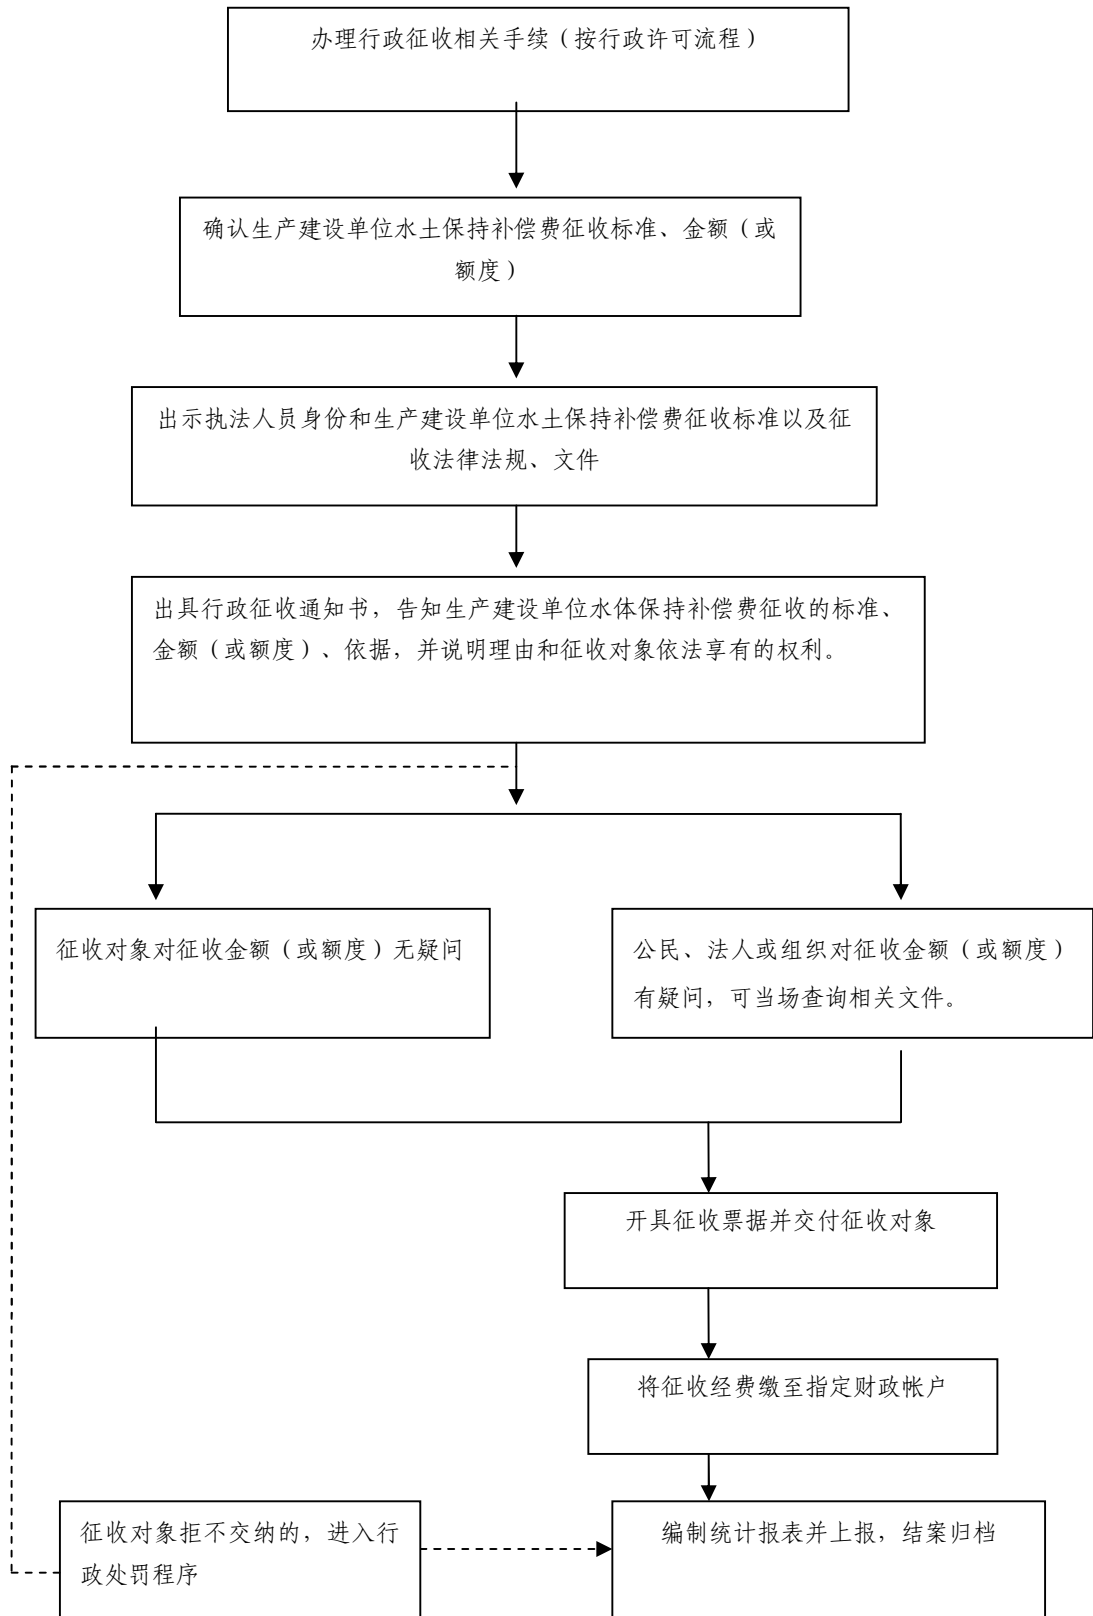 办理行政征收相关手续（按行政许可流程）
确认生产建设单位水土保持补偿费征收标准、金额（或
额度）
出示执法人员身份和生产建设单位水土保持补偿费征收标准以及征
收法律法规、文件
出具行政征收通知书，告知生产建设单位水体保持补偿费征收的标准、
金额（或额度）、依据，并说明理由和征收对象依法享有的权利。
征收对象对征收金额（或额度）无疑问
公民、法人或组织对征收金额（或额度）
有疑问，可当场查询相关文件。
开具征收票据并交付征收对象
将征收经费缴至指定财政帐户
征收对象拒不交纳的，进入行
政处罚程序
编制统计报表并上报，结案归档